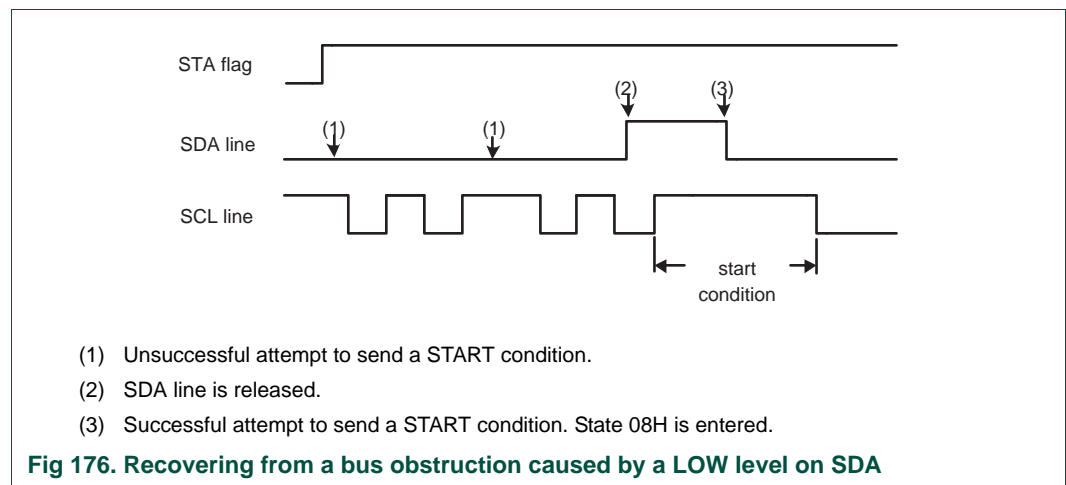 STA flag
(2)
(3)
(1)
(1)
SDA line
SCL line
start
condition
(1) Unsuccessful attempt to send a START condition.
(2) SDA line is released.
(3) Successful attempt to send a START condition. State 08H is entered.
Fig 176. Recovering from a bus obstruction caused by a LOW level on SDA